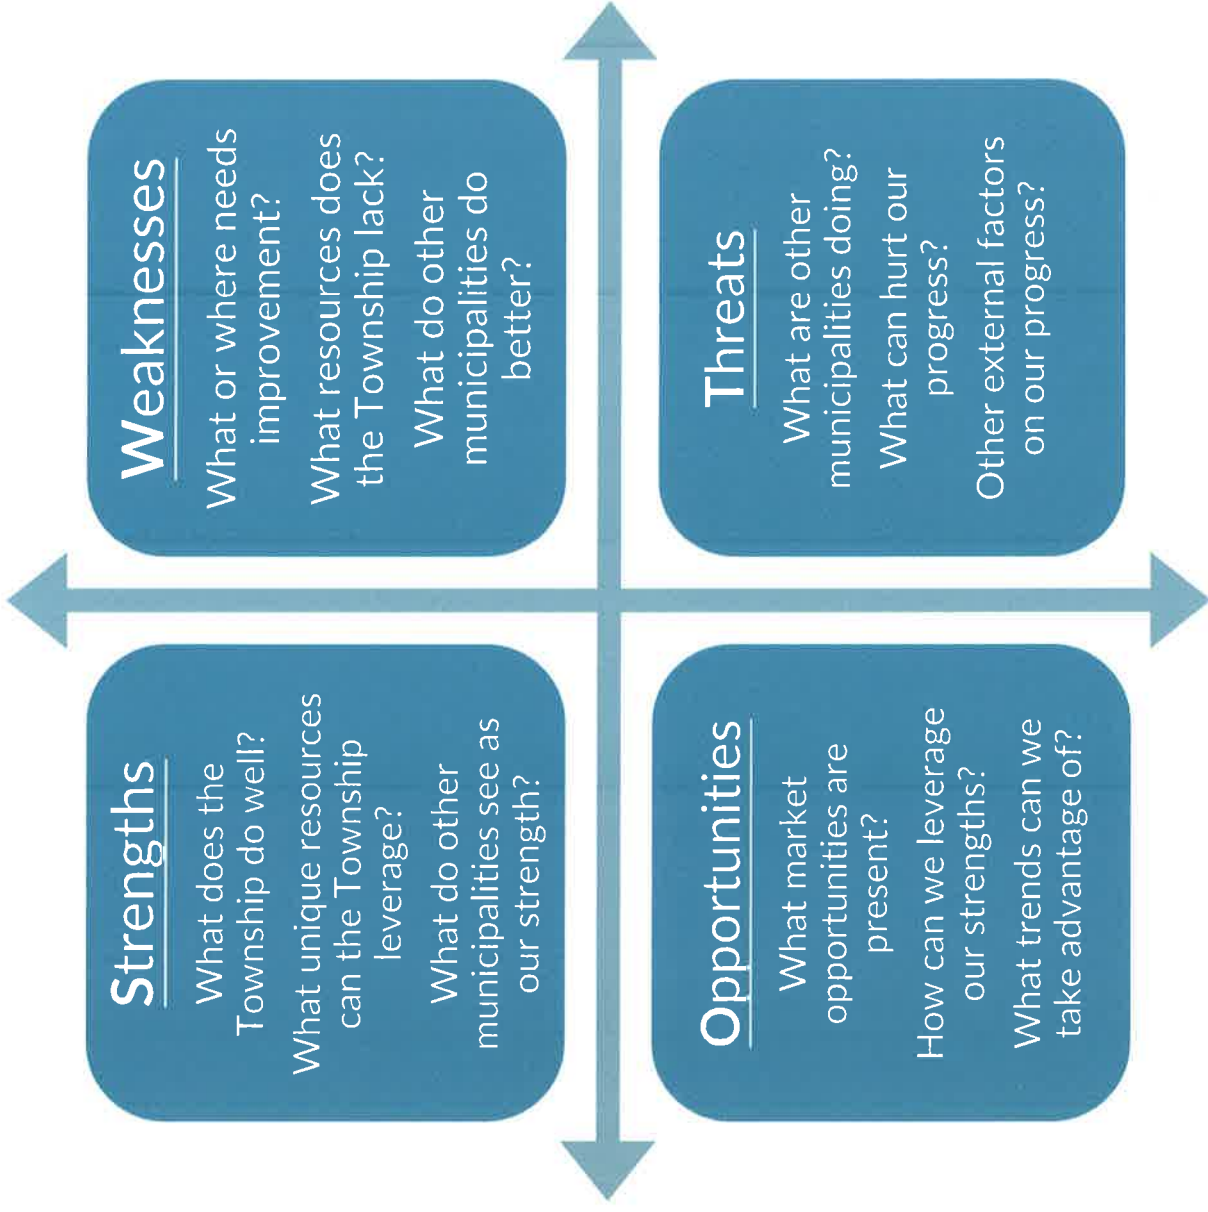 Strengths
What does the
Township do well?
What unique resources
can the Township
leverage?
What do other
municipalities see as
our strength?
Weaknesses
What or where needs
improvement?
What resources does
the Township lack?
What do other
municipalities do
better?
Opportunities
What market
opportunities are
present?
How can we leverage
our strengths?
What trends can we
take advantage of?
Threats
What are other
municipalities doing?
What can hurt our
progress?
Other external factors
on our progress?